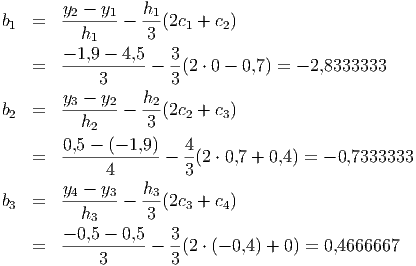 b₁ = (y₂ − y₁)/h₁ − h₁/3 (2c₁ + c₂)
= (−1,9 − 4,5)/3 − 3/3 (2 · 0 − 0,7) = −2,8333333
b₂ = (y₃ − y₂)/h₂ − h₂/3 (2c₂ + c₃)
= (0,5 − (−1,9))/4 − 4/3 (2 · 0,7 + 0,4) = −0,7333333
b₃ = (y₄ − y₃)/h₃ − h₃/3 (2c₃ + c₄)
= (−0,5 − 0,5)/3 − 3/3 (2 · (−0,4) + 0) = 0,4666667